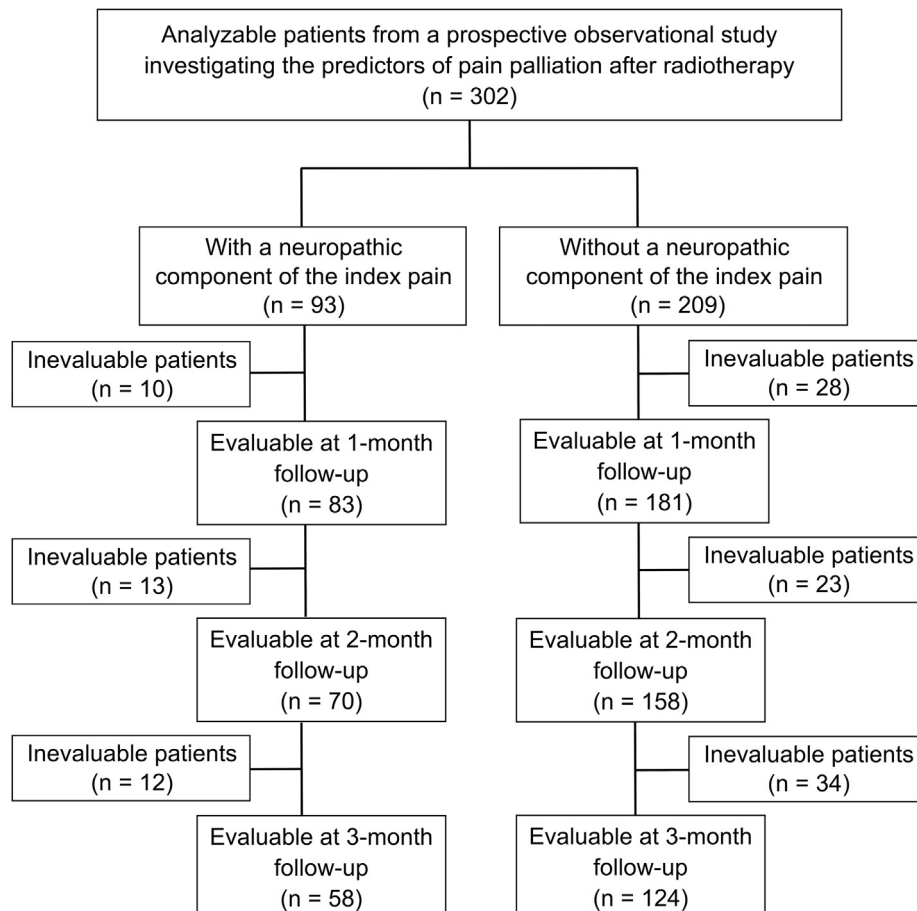 Analyzable patients from a prospective observational study
investigating the predictors of pain palliation after radiotherapy
(n = 302)
With a neuropathic
component of the index pain
(n = 93)
Without a neuropathic
component of the index pain
(n = 209)
Inevaluable patients
(n = 10)
Inevaluable patients
(n = 28)
Evaluable at 1-month
follow-up
(n = 83)
Evaluable at 1-month
follow-up
(n = 181)
Inevaluable patients
(n = 13)
Inevaluable patients
(n = 23)
Evaluable at 2-month
follow-up
(n = 70)
Evaluable at 2-month
follow-up
(n = 158)
Inevaluable patients
(n = 12)
Inevaluable patients
(n = 34)
Evaluable at 3-month
follow-up
(n = 58)
Evaluable at 3-month
follow-up
(n = 124)